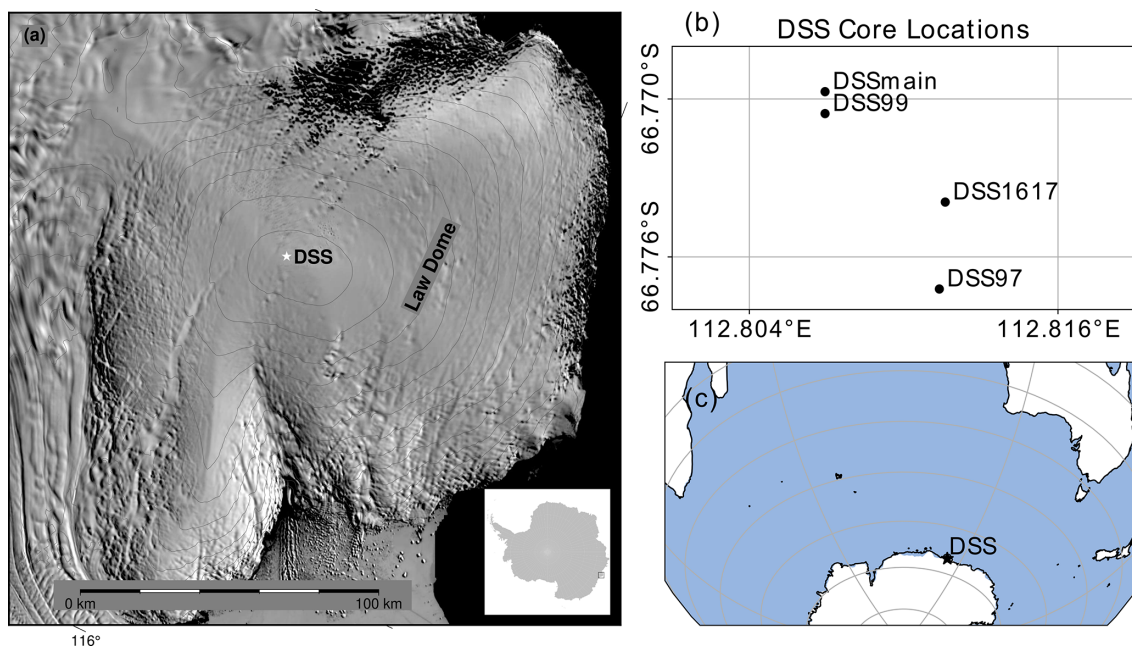 (a)
DSS
Law Dome
0 km
100 km
116°
(b)
DSS Core Locations
66.770°S
66.776°S
DSSmain
DSS99
DSS1617
DSS97
112.804°E
112.816°E
(c)
DSS